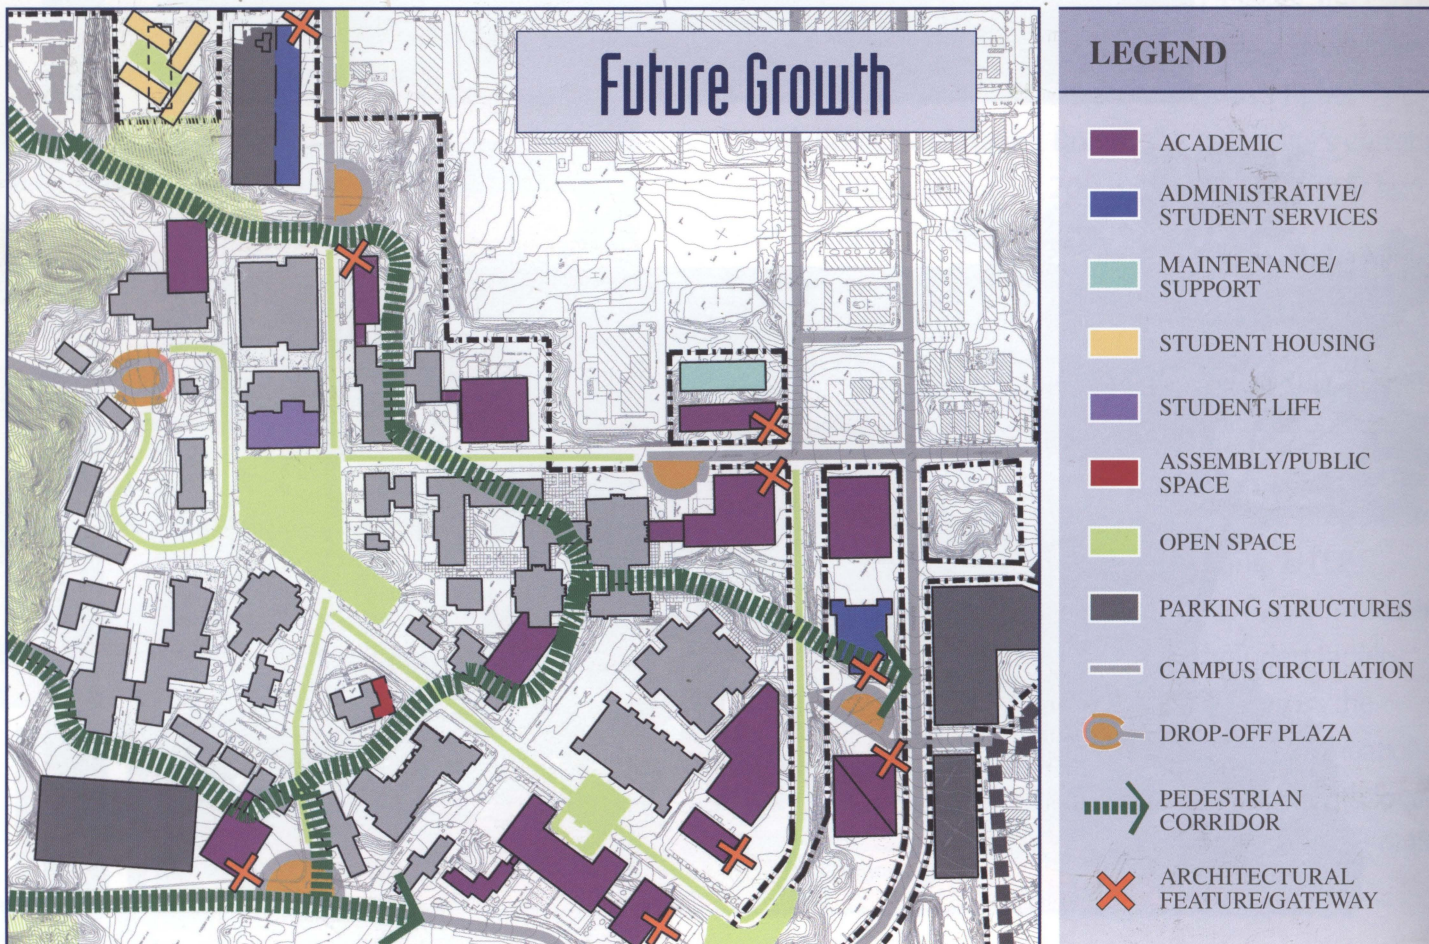 Future Growth
LEGEND
ACADEMIC
ADMINISTRATIVE/
STUDENT SERVICES
MAINTENANCE/
SUPPORT
STUDENT HOUSING
STUDENT LIFE
ASSEMBLY/PUBLIC
SPACE
OPEN SPACE
PARKING STRUCTURES
CAMPUS CIRCULATION
DROP-OFF PLAZA
PEDESTRIAN
CORRIDOR
ARCHITECTURAL
FEATURE/GATEWAY